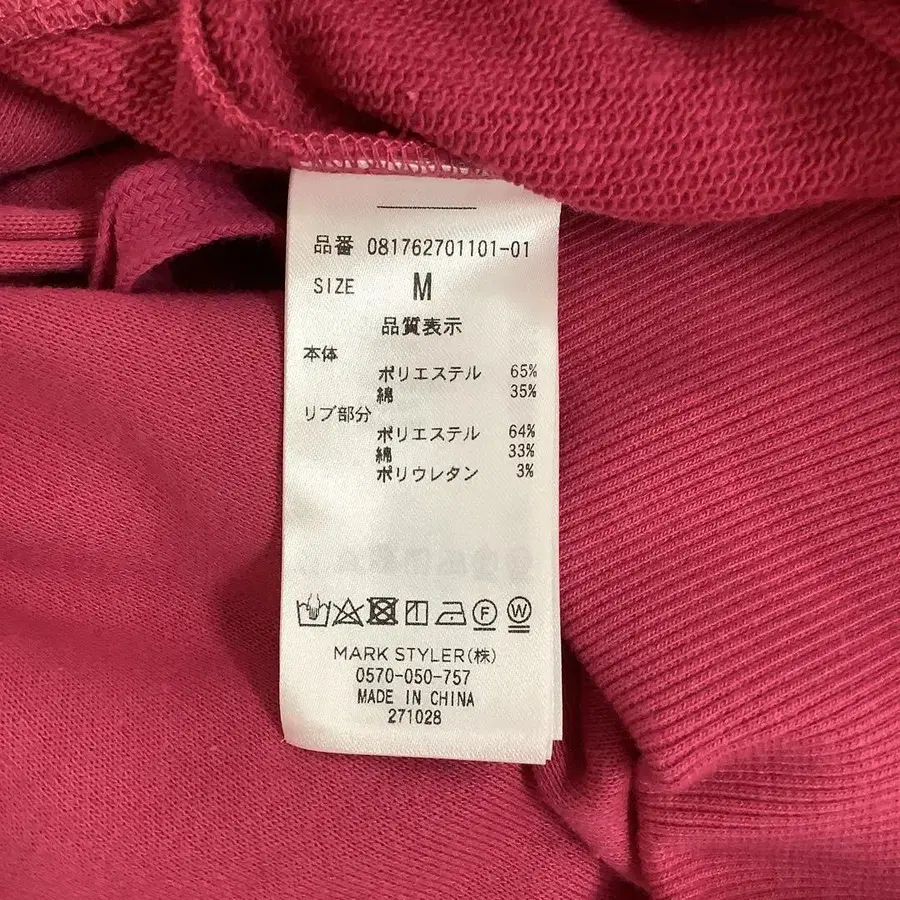 品番 081762701101-01
SIZE M
品質表示
本体
ポリエステル 65%
綿 35%
リブ部分
ポリエステル 64%
綿 33%
ポリウレタン 3%
F W
MARK STYLER(株)
0570-050-757
MADE IN CHINA
271028